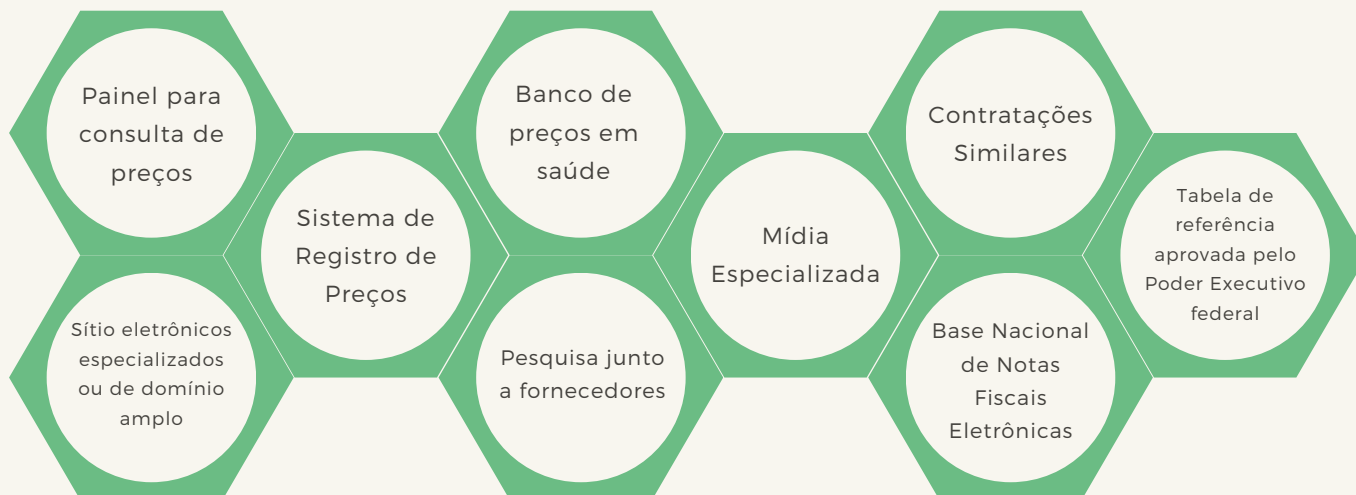 Painel para
consulta de
preços
Sítio eletrônicos
especializados
ou de domínio
amplo
Sistema de
Registro de
Preços
Banco de
preços em
saúde
Pesquisa junto
a fornecedores
Mídia
Especializada
Contratações
Similares
Base Nacional
de Notas
Fiscais
Eletrônicas
Tabela de
referência
aprovada pelo
Poder Executivo
federal